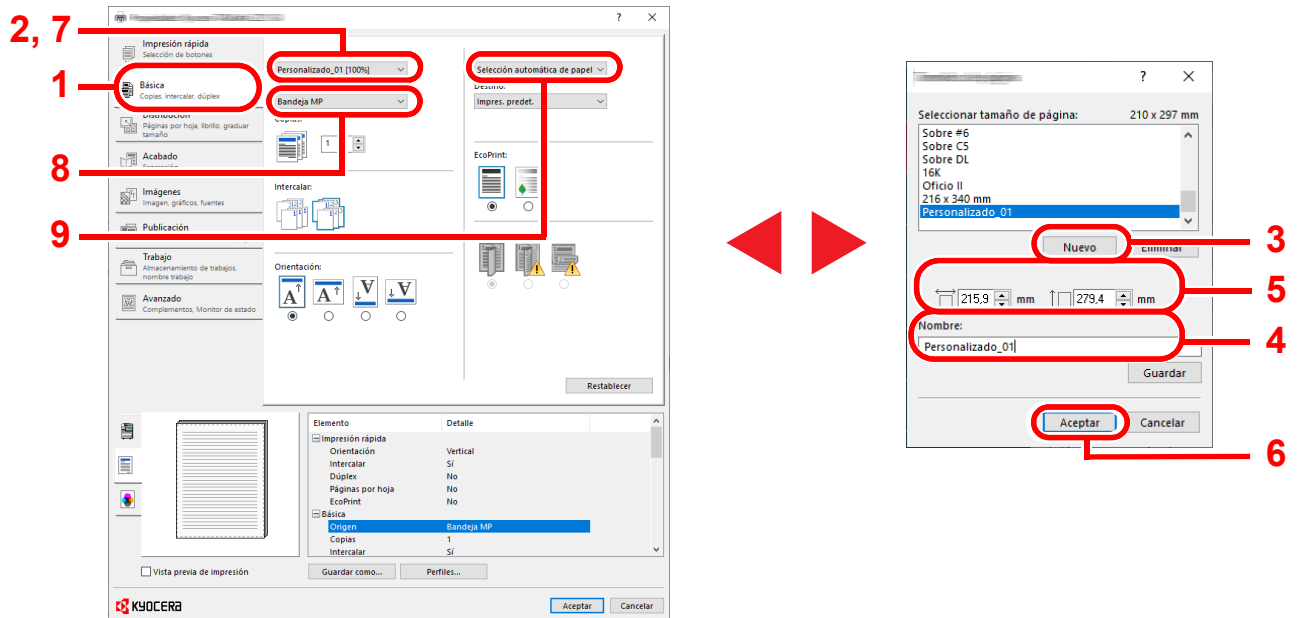 2, 7
1
8
9
? ×
Impresión rápida
Selección de botones
Básica
Copias, intercalar, dúplex
Distribución
Páginas por hoja, librillo, graduar
tamaño
Acabado
Imágenes
Imagen, gráficos, fuentes
Publicación
Trabajo
Almacenamiento de trabajos,
nombre trabajo
Avanzado
Complementos, Monitor de estado
Personalizado_01 [100%]
Bandeja MP
Copias:
1
Intercalar:
Orientación:
Selección automática de papel
Destino:
Impres. predet.
EcoPrint:
Restablecer
Elemento Detalle
Impresión rápida
Orientación Vertical
Intercalar Sí
Dúplex No
Páginas por hoja No
EcoPrint No
Básica
Origen Bandeja MP
Copias 1
Intercalar Sí
Vista previa de impresión
Guardar como...
Perfiles...
KYOCERA
Aceptar
Cancelar
? ×
Seleccionar tamaño de página: 210 x 297 mm
Sobre #6
Sobre C5
Sobre DL
16K
Oficio II
216 x 340 mm
Personalizado_01
Nuevo
Eliminar
215,9 mm 279,4 mm
Nombre:
Personalizado_01
Guardar
Aceptar
Cancelar
3
5
4
6